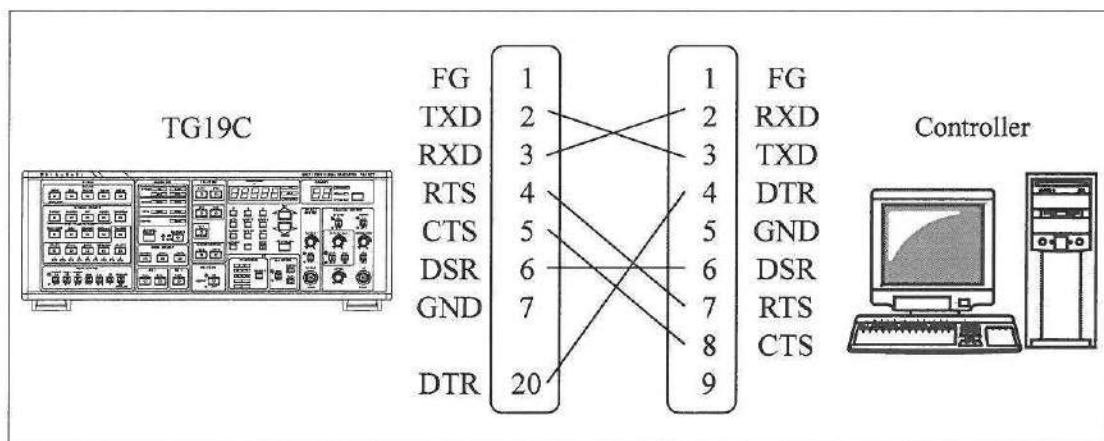 TG19C
FG 1
TXD 2
RXD 3
RTS 4
CTS 5
DSR 6
GND 7
DTR 20
1 FG
2 RXD
3 TXD
4 DTR
5 GND
6 DSR
7 RTS
8 CTS
9
Controller